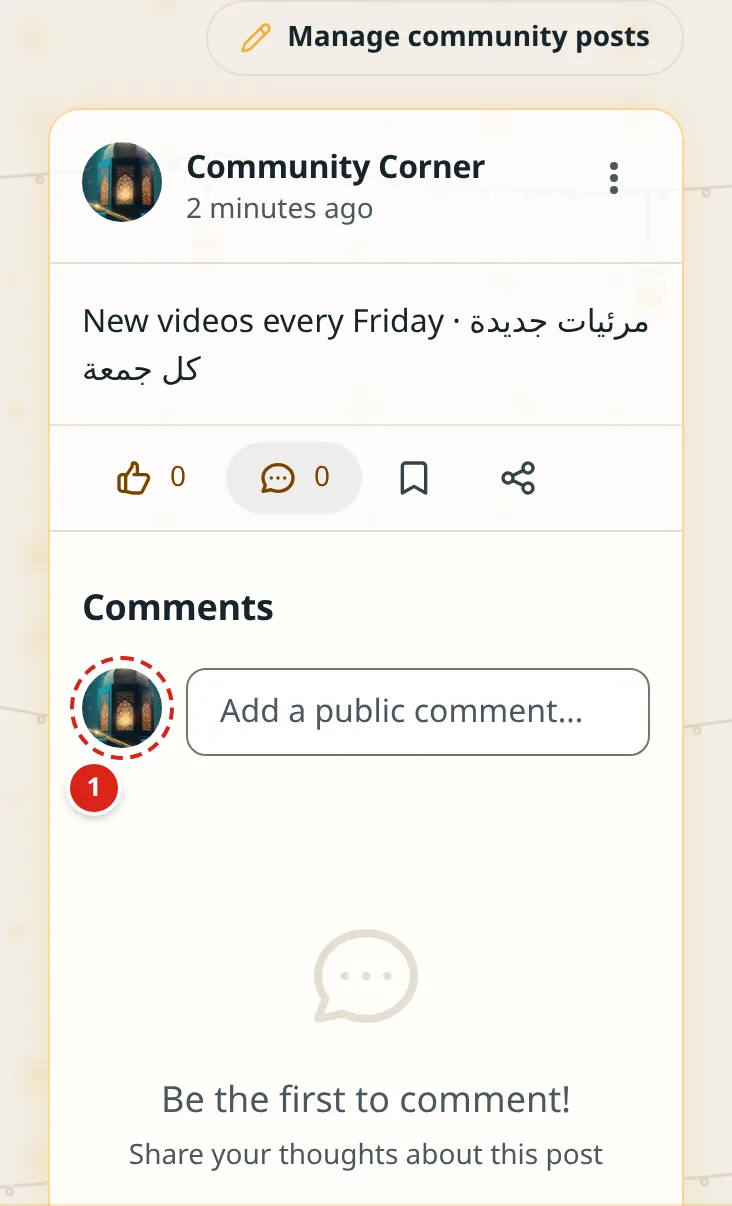 Manage community posts
Community Corner
2 minutes ago
New videos every Friday · مرئيات جديدة
كل جمعة
0
0
Comments
Add a public comment...
1
Be the first to comment!
Share your thoughts about this post